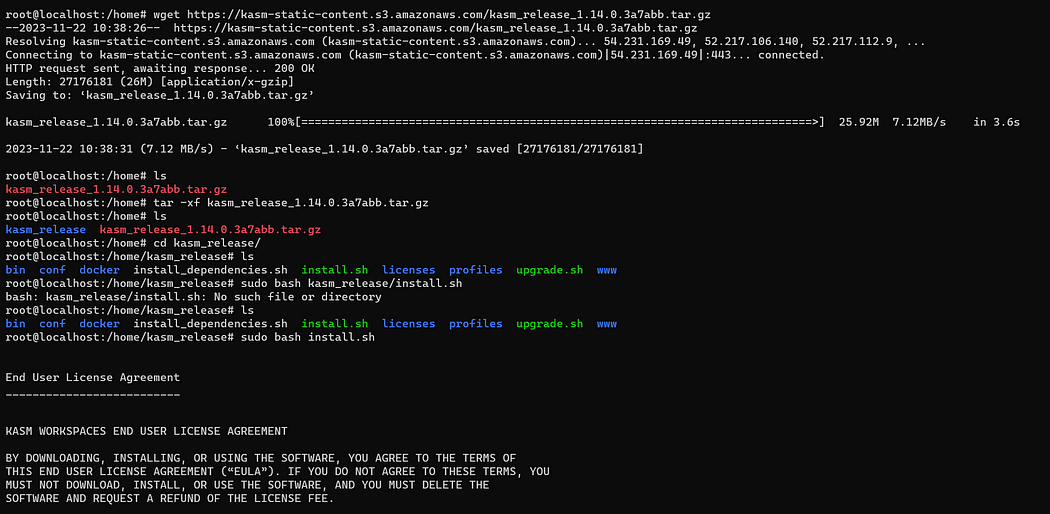 root@localhost:/home# wget https://kasm-static-content.s3.amazonaws.com/kasm_release_1.14.0.3a7abb.tar.gz
--2023-11-22 10:38:26--  https://kasm-static-content.s3.amazonaws.com/kasm_release_1.14.0.3a7abb.tar.gz
Resolving kasm-static-content.s3.amazonaws.com (kasm-static-content.s3.amazonaws.com)... 54.231.169.49, 52.217.106.140, 52.217.112.9, ...
Connecting to kasm-static-content.s3.amazonaws.com (kasm-static-content.s3.amazonaws.com)|54.231.169.49|:443... connected.
HTTP request sent, awaiting response... 200 OK
Length: 27176181 (26M) [application/x-gzip]
Saving to: ‘kasm_release_1.14.0.3a7abb.tar.gz’
kasm_release_1.14.0.3a7abb.tar.gz      100%[============================================================================>]  25.92M  7.12MB/s    in 3.6s
2023-11-22 10:38:31 (7.12 MB/s) - ‘kasm_release_1.14.0.3a7abb.tar.gz’ saved [27176181/27176181]
root@localhost:/home# ls
kasm_release_1.14.0.3a7abb.tar.gz
root@localhost:/home# tar -xf kasm_release_1.14.0.3a7abb.tar.gz
root@localhost:/home# ls
kasm_release  kasm_release_1.14.0.3a7abb.tar.gz
root@localhost:/home# cd kasm_release/
root@localhost:/home/kasm_release# ls
bin  conf  docker  install_dependencies.sh  install.sh  licenses  profiles  upgrade.sh  www
root@localhost:/home/kasm_release# sudo bash kasm_release/install.sh
bash: kasm_release/install.sh: No such file or directory
root@localhost:/home/kasm_release# ls
bin  conf  docker  install_dependencies.sh  install.sh  licenses  profiles  upgrade.sh  www
root@localhost:/home/kasm_release# sudo bash install.sh
End User License Agreement
__________________________
KASM WORKSPACES END USER LICENSE AGREEMENT
BY DOWNLOADING, INSTALLING, OR USING THE SOFTWARE, YOU AGREE TO THE TERMS OF
THIS END USER LICENSE AGREEMENT (“EULA”). IF YOU DO NOT AGREE TO THESE TERMS, YOU
MUST NOT DOWNLOAD, INSTALL, OR USE THE SOFTWARE, AND YOU MUST DELETE THE
SOFTWARE AND REQUEST A REFUND OF THE LICENSE FEE.